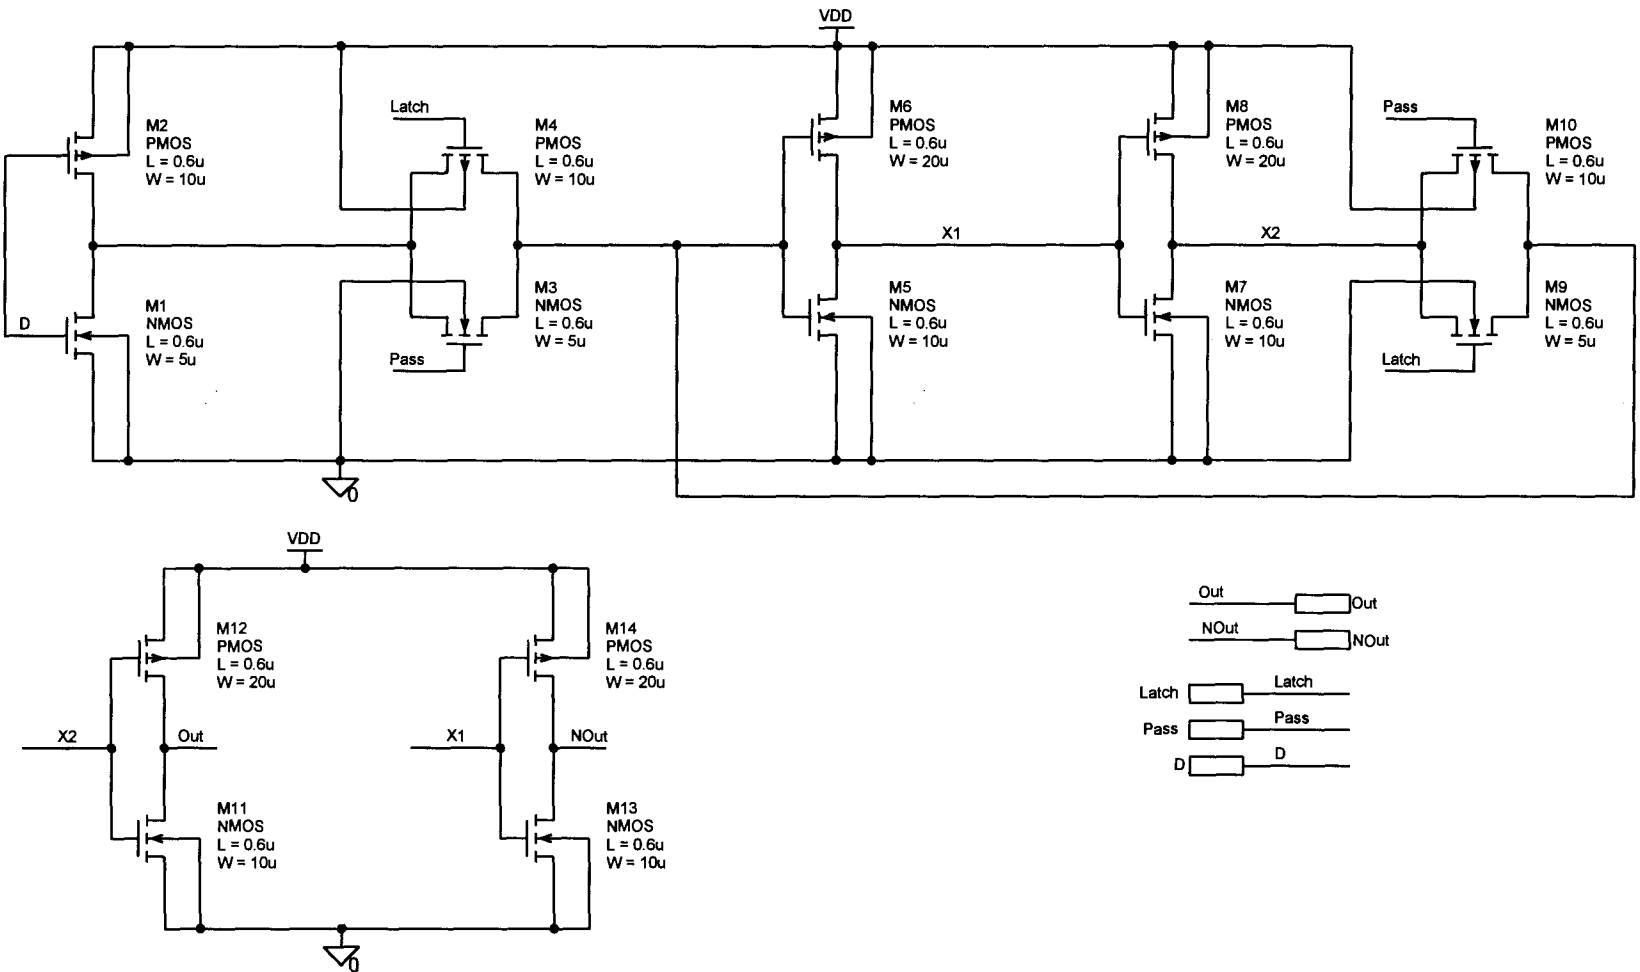 VDD
Latch
Pass
M2
PMOS
L = 0.6u
W = 10u
M4
PMOS
L = 0.6u
W = 10u
M6
PMOS
L = 0.6u
W = 20u
M8
PMOS
L = 0.6u
W = 20u
M10
PMOS
L = 0.6u
W = 10u
X1
X2
D
M1
NMOS
L = 0.6u
W = 5u
M3
NMOS
L = 0.6u
W = 5u
M5
NMOS
L = 0.6u
W = 10u
M7
NMOS
L = 0.6u
W = 10u
M9
NMOS
L = 0.6u
W = 5u
Pass
Latch
0
VDD
M12
PMOS
L = 0.6u
W = 20u
M14
PMOS
L = 0.6u
W = 20u
X2
Out
X1
NOut
M11
NMOS
L = 0.6u
W = 10u
M13
NMOS
L = 0.6u
W = 10u
0
Out
Out
NOut
NOut
Latch
Latch
Pass
Pass
D
D